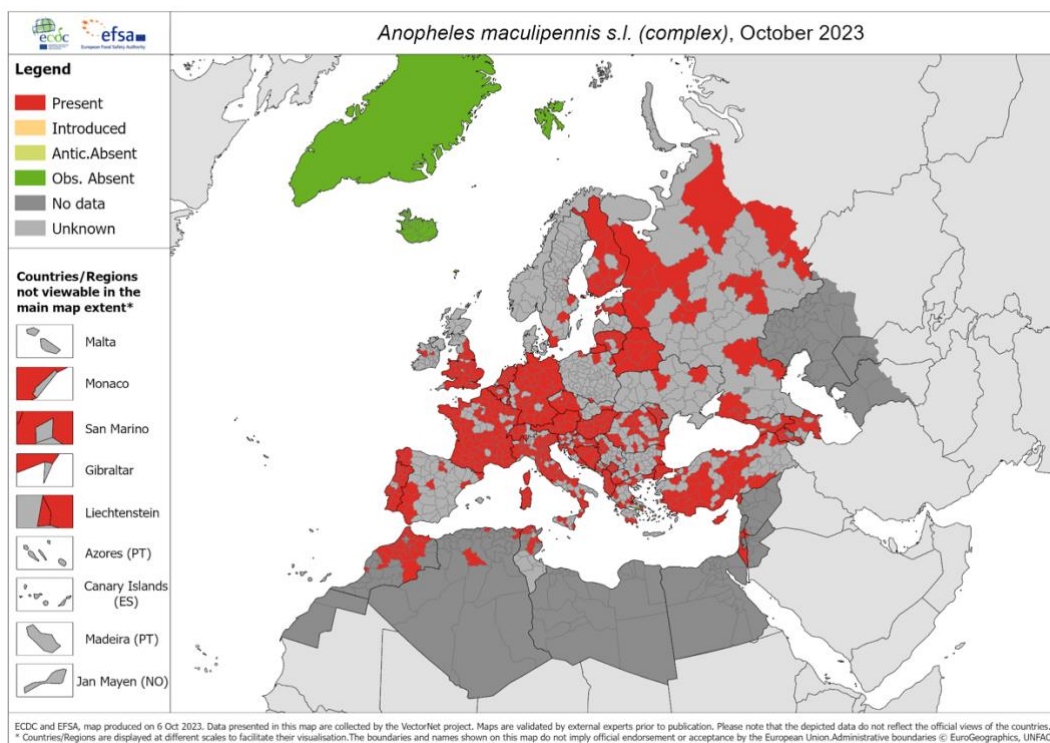 ecdc
efsa
European Food Safety Authority
Anopheles maculipennis s.l. (complex), October 2023
Legend
Present
Introduced
Antic.Absent
Obs. Absent
No data
Unknown
Countries/Regions
not viewable in the
main map extent*
Malta
Monaco
San Marino
Gibraltar
Liechtenstein
Azores (PT)
Canary Islands
(ES)
Madeira (PT)
Jan Mayen (NO)
ECDC and EFSA, map produced on 6 Oct 2023. Data presented in this map are collected by the VectorNet project. Maps are validated by external experts prior to publication. Please note that the depicted data do not reflect the official views of the countries.
* Countries/Regions are displayed at different scales to facilitate their visualisation.The boundaries and names shown on this map do not imply official endorsement or acceptance by the European Union.Administrative boundaries © EuroGeographics, UNFAO